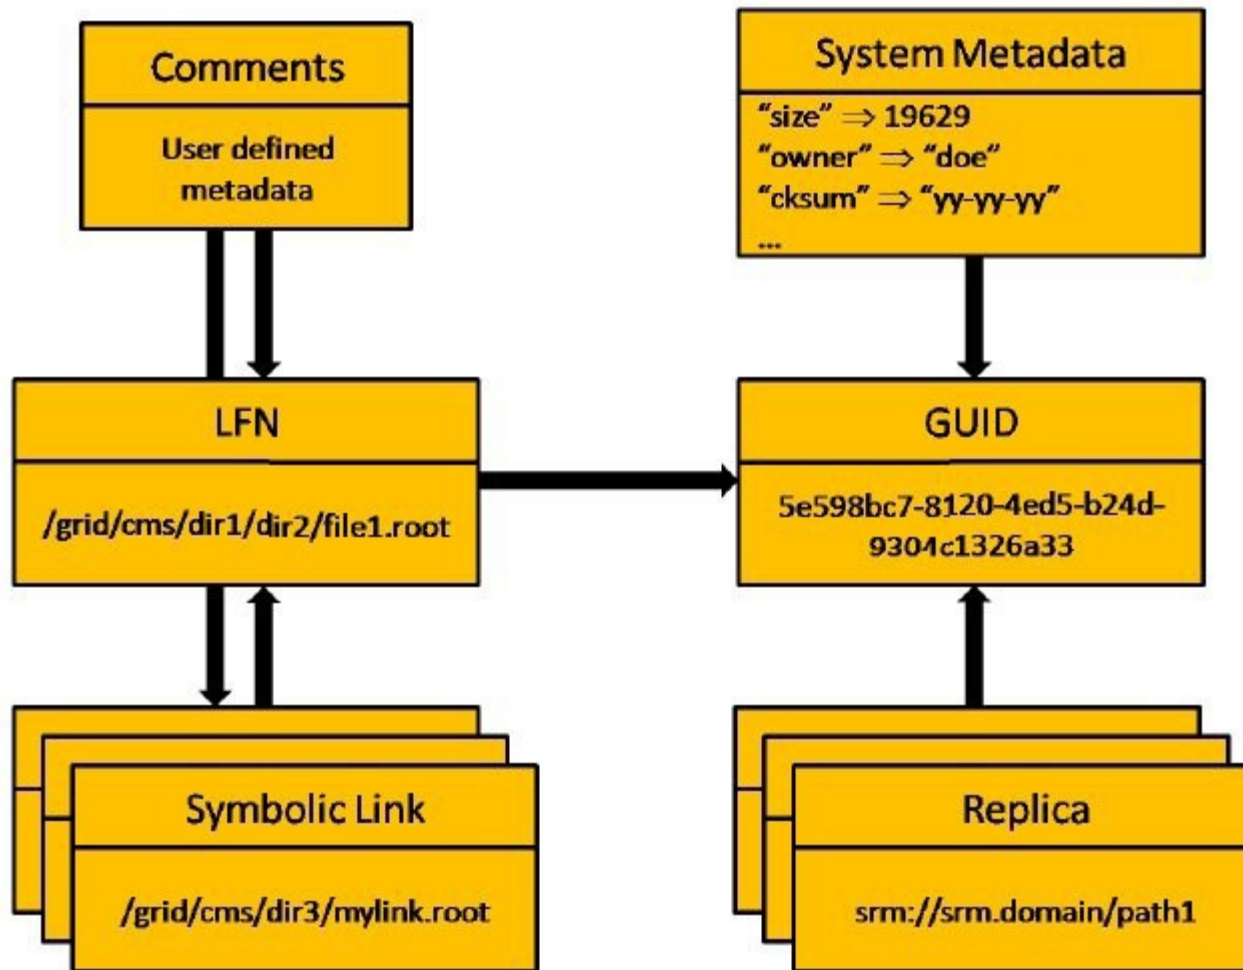 Comments
User defined
metadata
System Metadata
“size” ⇒ 19629
“owner” ⇒ “doe”
“cksum” ⇒ “yy-yy-yy”
...
LFN
/grid/cms/dir1/dir2/file1.root
GUID
5e598bc7-8120-4ed5-b24d-
9304c1326a33
Symbolic Link
/grid/cms/dir3/mylink.root
Replica
srm://srm.domain/path1